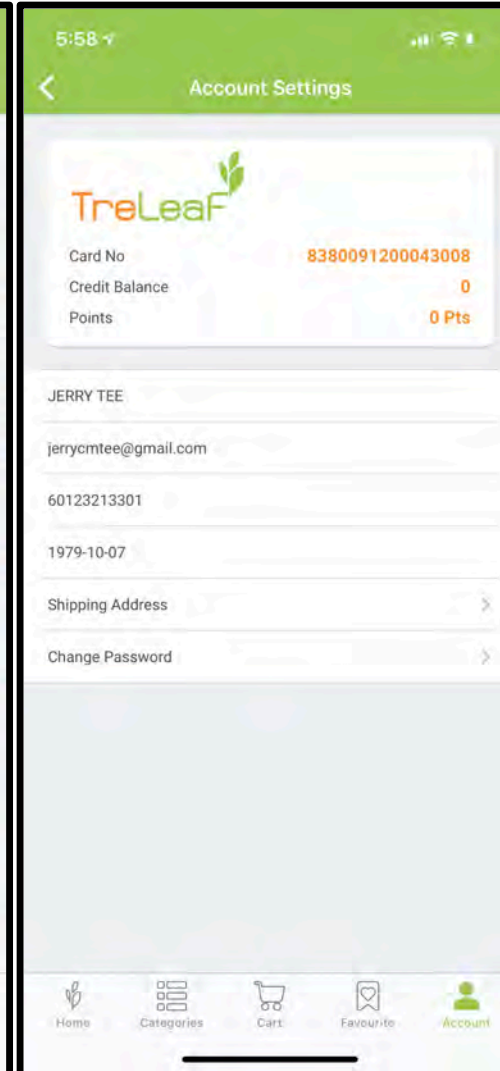 5:58
Account Settings
TreLeaF
Card No 8380091200043008
Credit Balance 0
Points 0 Pts
JERRY TEE
jerrycmtee@gmail.com
60123213301
1979-10-07
Shipping Address
Change Password
Home Categories Cart Favourite Account